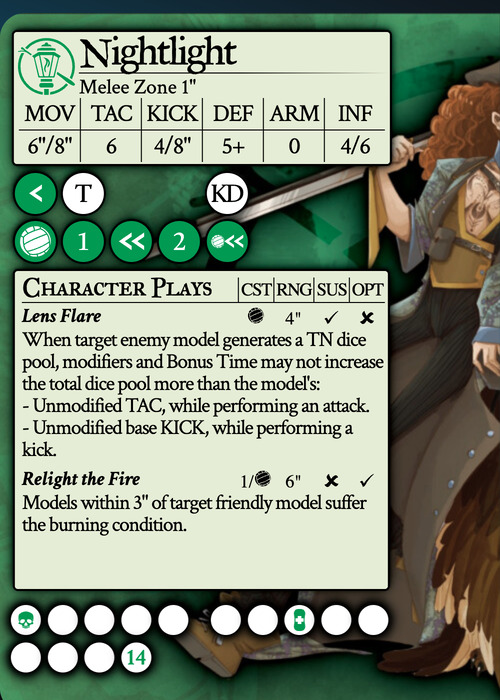 Nightlight
Melee Zone 1"
MOV TAC KICK DEF ARM INF
6"/8" 6 4/8" 5+ 0 4/6
< T KD
1 << 2 <<
CHARACTER PLAYS CST RNG SUS OPT
Lens Flare 4" ✓ ✗
When target enemy model generates a TN dice
pool, modifiers and Bonus Time may not increase
the total dice pool more than the model's:
- Unmodified TAC, while performing an attack.
- Unmodified base KICK, while performing a
kick.
Relight the Fire 1/ 6" ✗ ✓
Models within 3" of target friendly model suffer
the burning condition.
14